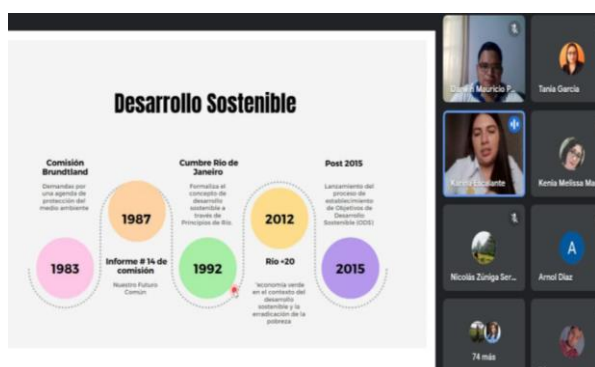 Desarrollo Sostenible
Comisión
Brundtland
Demandas por
una agenda de
protección del
medio ambiente
1983
1987
Informe # 14 de
comisión
Nuestro Futuro
Común
Cumbre Río de
Janeiro
Formaliza el
concepto de
desarrollo
sostenible a
través de
Principios de Río.
1992
2012
Río +20
"economía verde
en el contexto del
desarrollo
sostenible y la
erradicación de la
pobreza
Post 2015
Lanzamiento del
proceso de
establecimiento
de Objetivos de
Desarrollo
Sostenible (ODS)
2015
Mauricio P...
Tania Garcia
Escalante
Kenia Melissa Ma
Nicolás Zúniga Ser...
A
Arnol Díaz
74 más